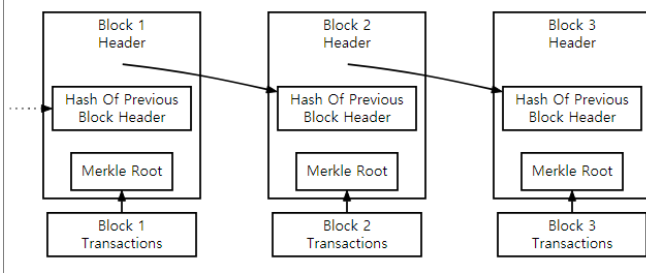 Block 1
Header
Hash Of Previous
Block Header
Merkle Root
Block 1
Transactions
Block 2
Header
Hash Of Previous
Block Header
Merkle Root
Block 2
Transactions
Block 3
Header
Hash Of Previous
Block Header
Merkle Root
Block 3
Transactions